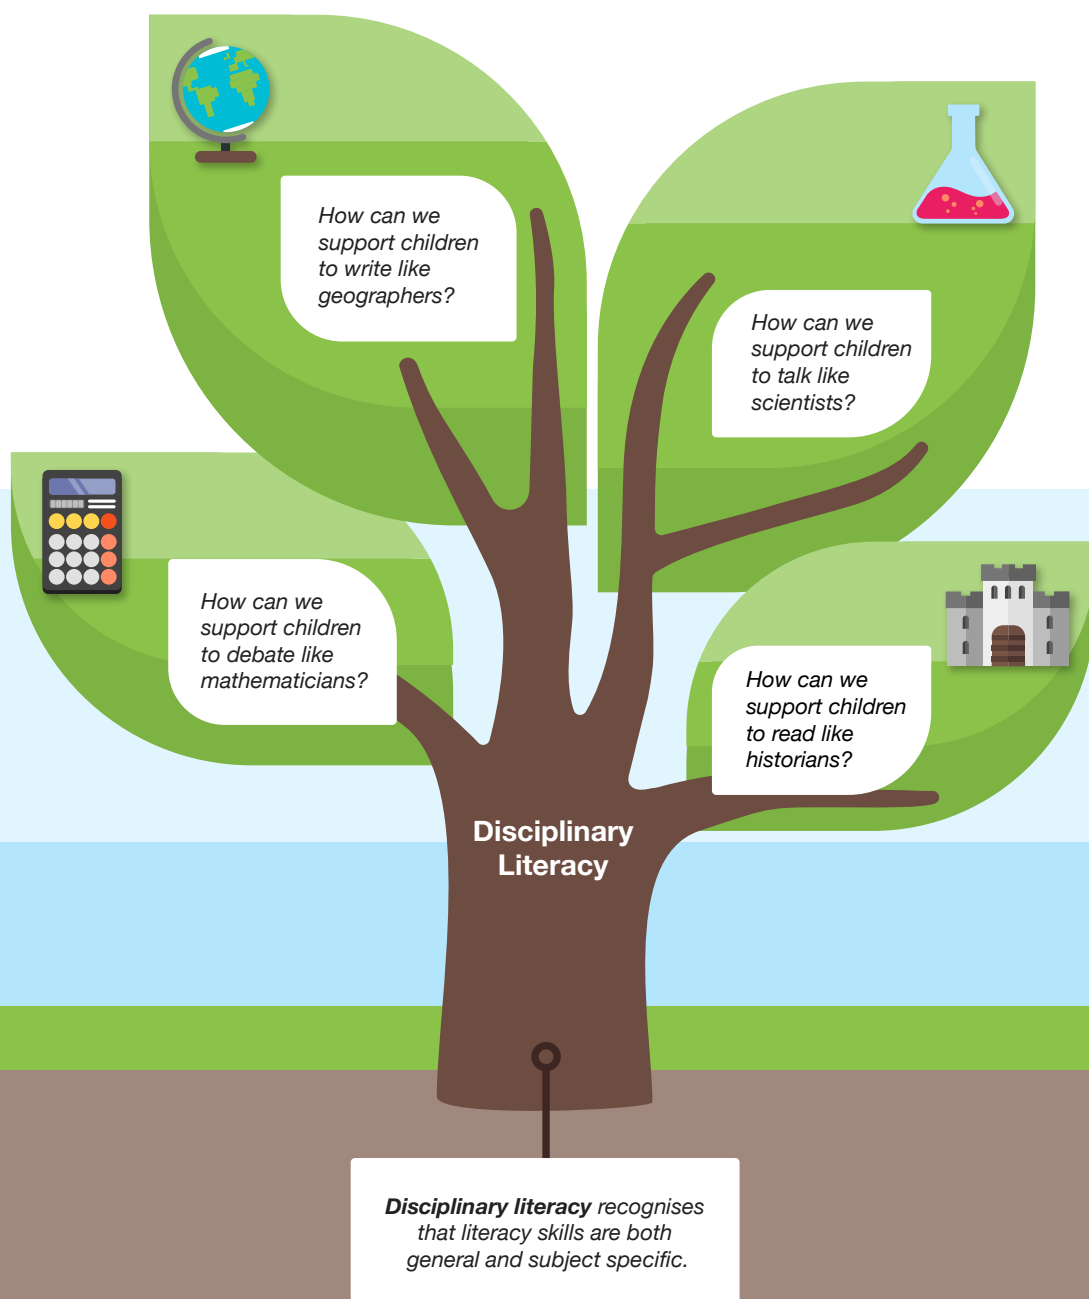 How can we
support children
to write like
geographers?
How can we
support children
to talk like
scientists?
How can we
support children
to debate like
mathematicians?
How can we
support children
to read like
historians?
Disciplinary
Literacy
Disciplinary literacy recognises
that literacy skills are both
general and subject specific.